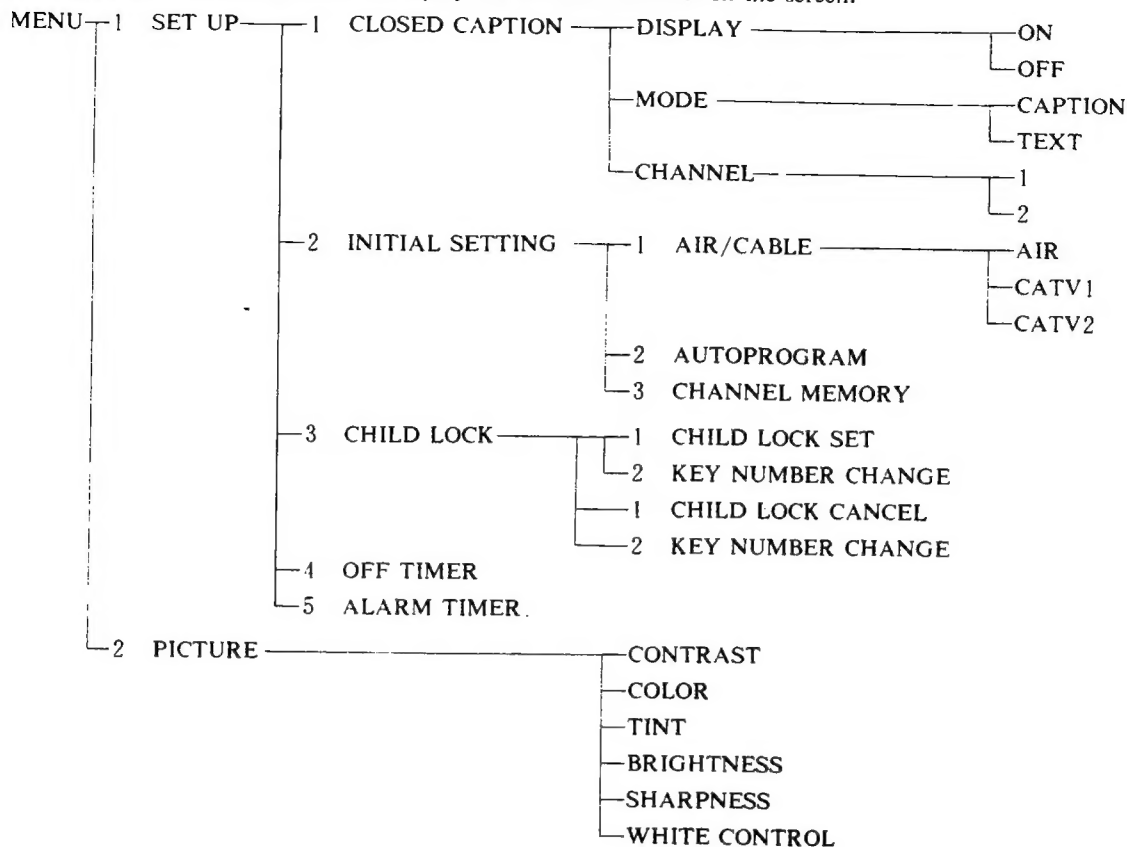 the screen.
MENU 1 SET UP 1 CLOSED CAPTION DISPLAY ON
OFF
MODE CAPTION
TEXT
CHANNEL 1
2
2 INITIAL SETTING 1 AIR/CABLE AIR
CATV1
CATV2
2 AUTOPROGRAM
3 CHANNEL MEMORY
3 CHILD LOCK 1 CHILD LOCK SET
2 KEY NUMBER CHANGE
1 CHILD LOCK CANCEL
2 KEY NUMBER CHANGE
4 OFF TIMER
5 ALARM TIMER.
2 PICTURE CONTRAST
COLOR
TINT
BRIGHTNESS
SHARPNESS
WHITE CONTROL